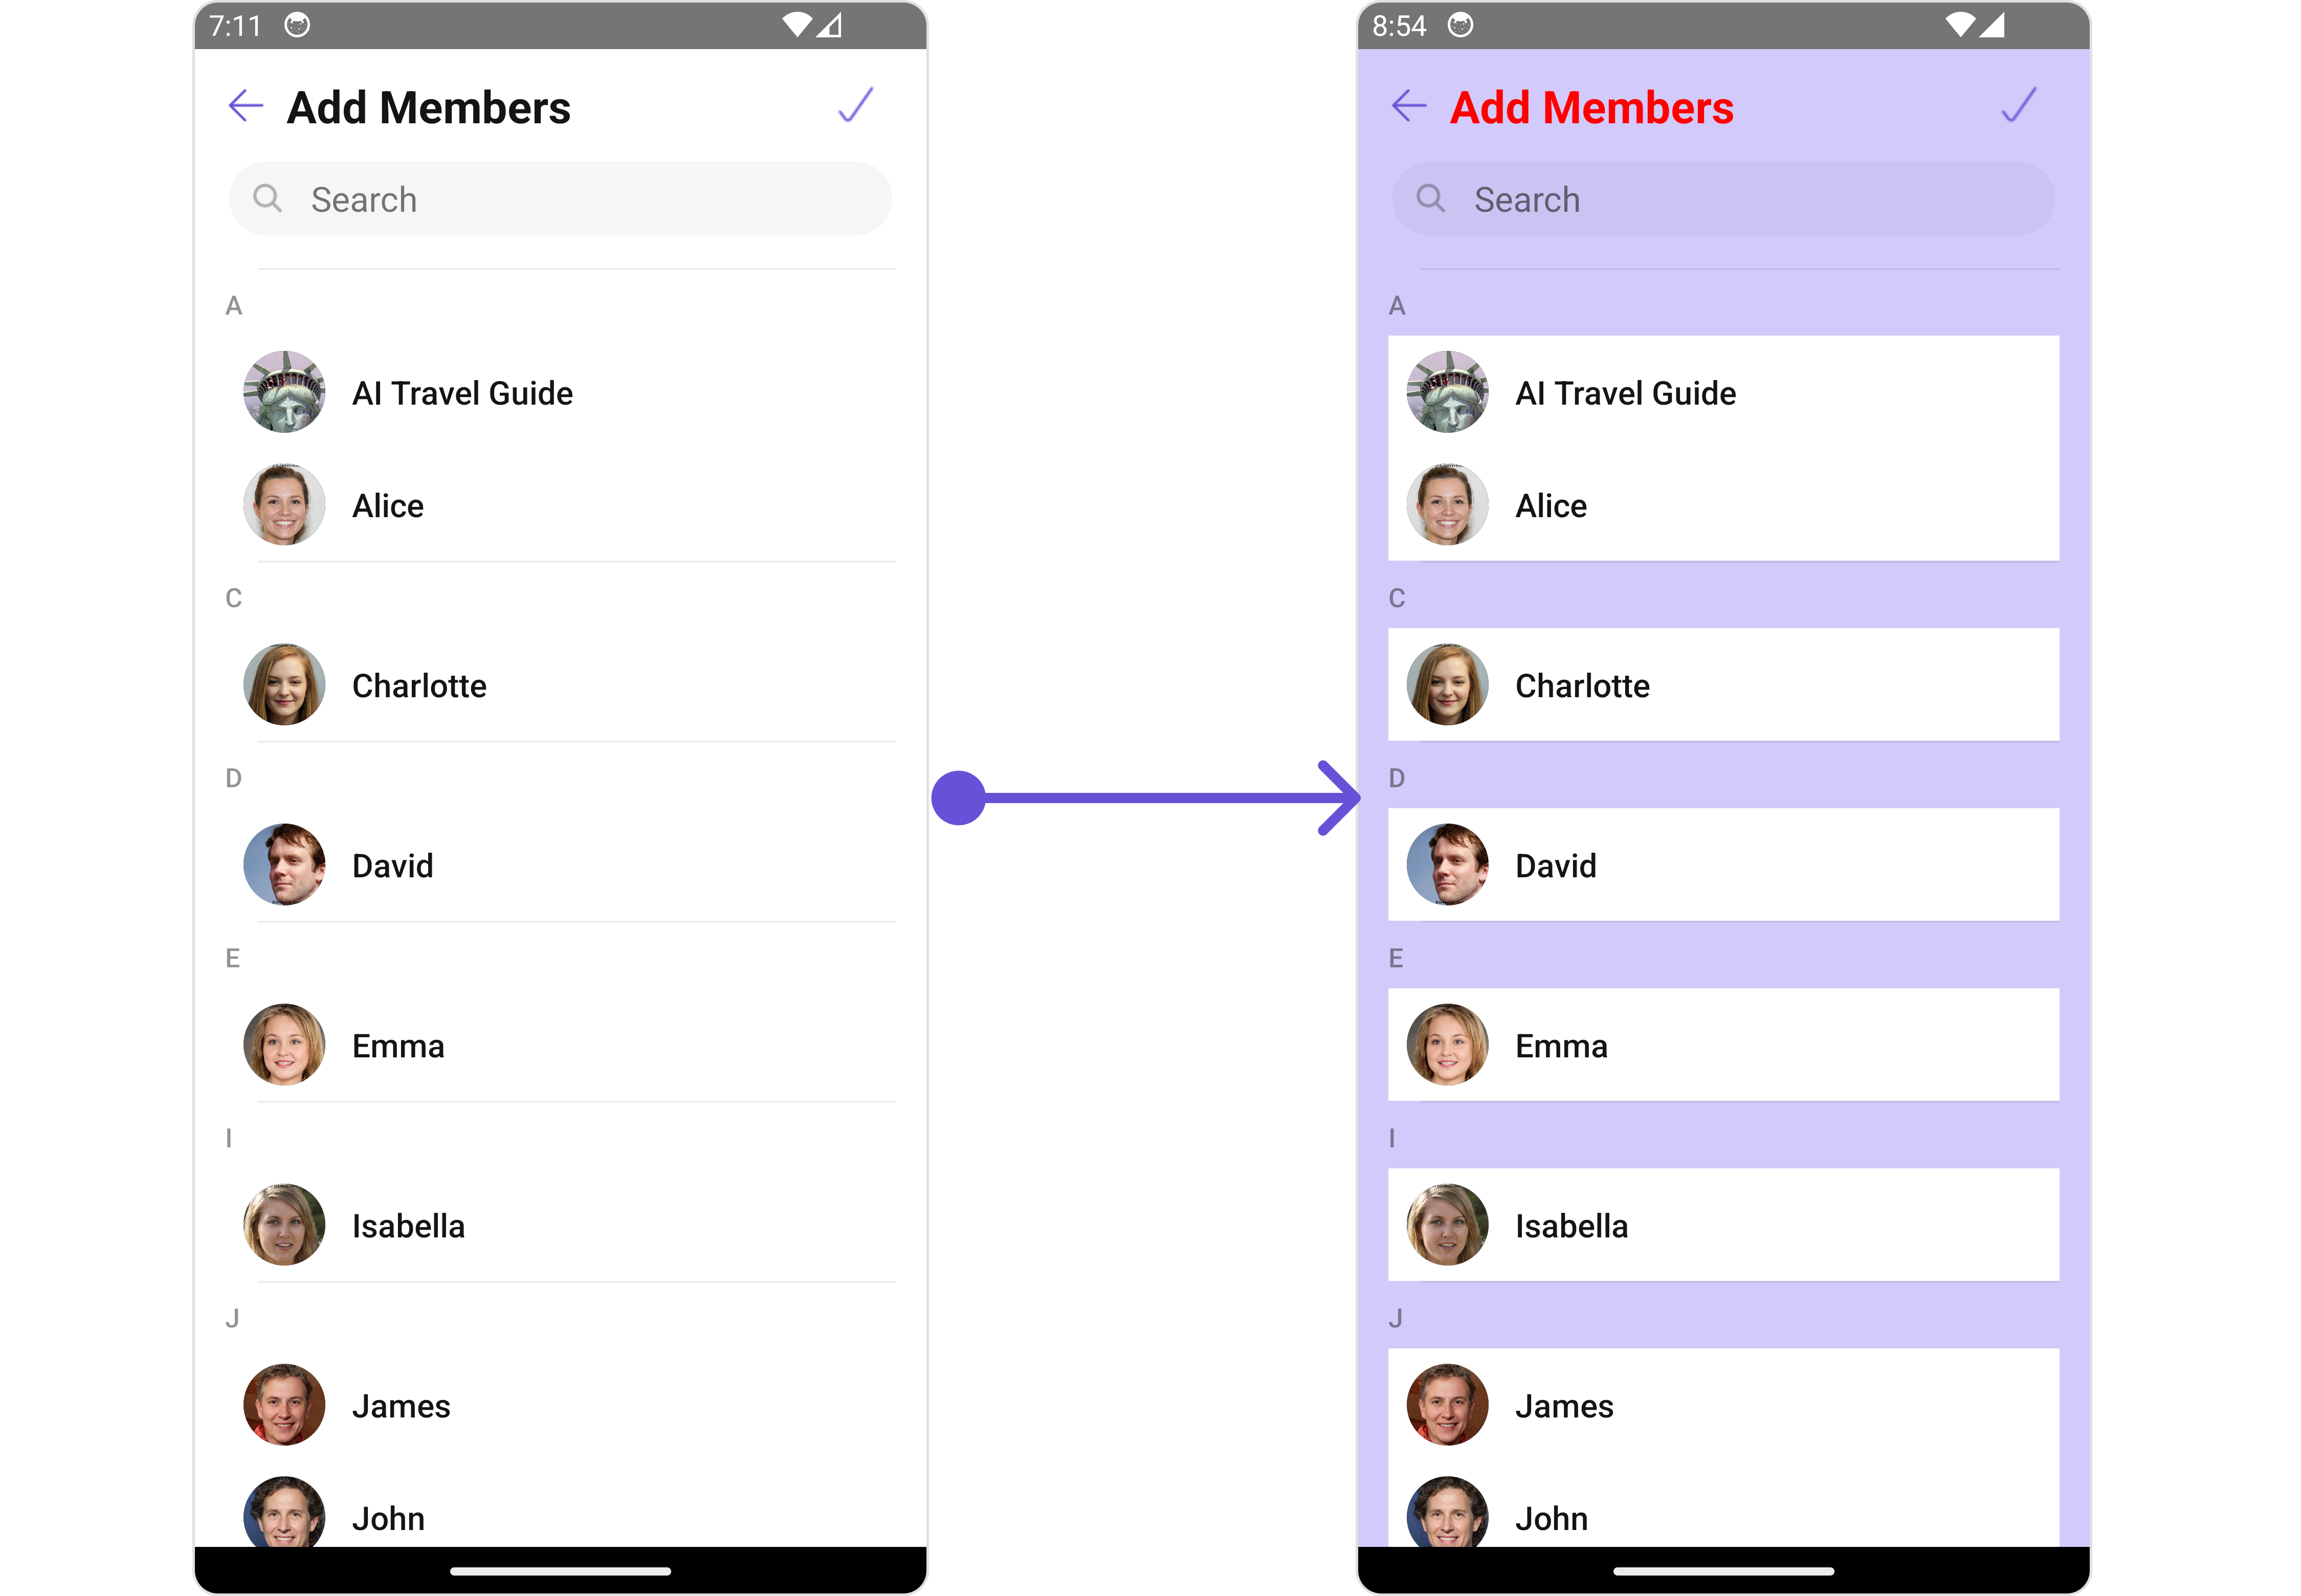 7:11
Add Members
Search
A
AI Travel Guide
Alice
C
Charlotte
D
David
E
Emma
I
Isabella
J
James
John
8:54
Add Members
Search
A
AI Travel Guide
Alice
C
Charlotte
D
David
E
Emma
I
Isabella
J
James
John